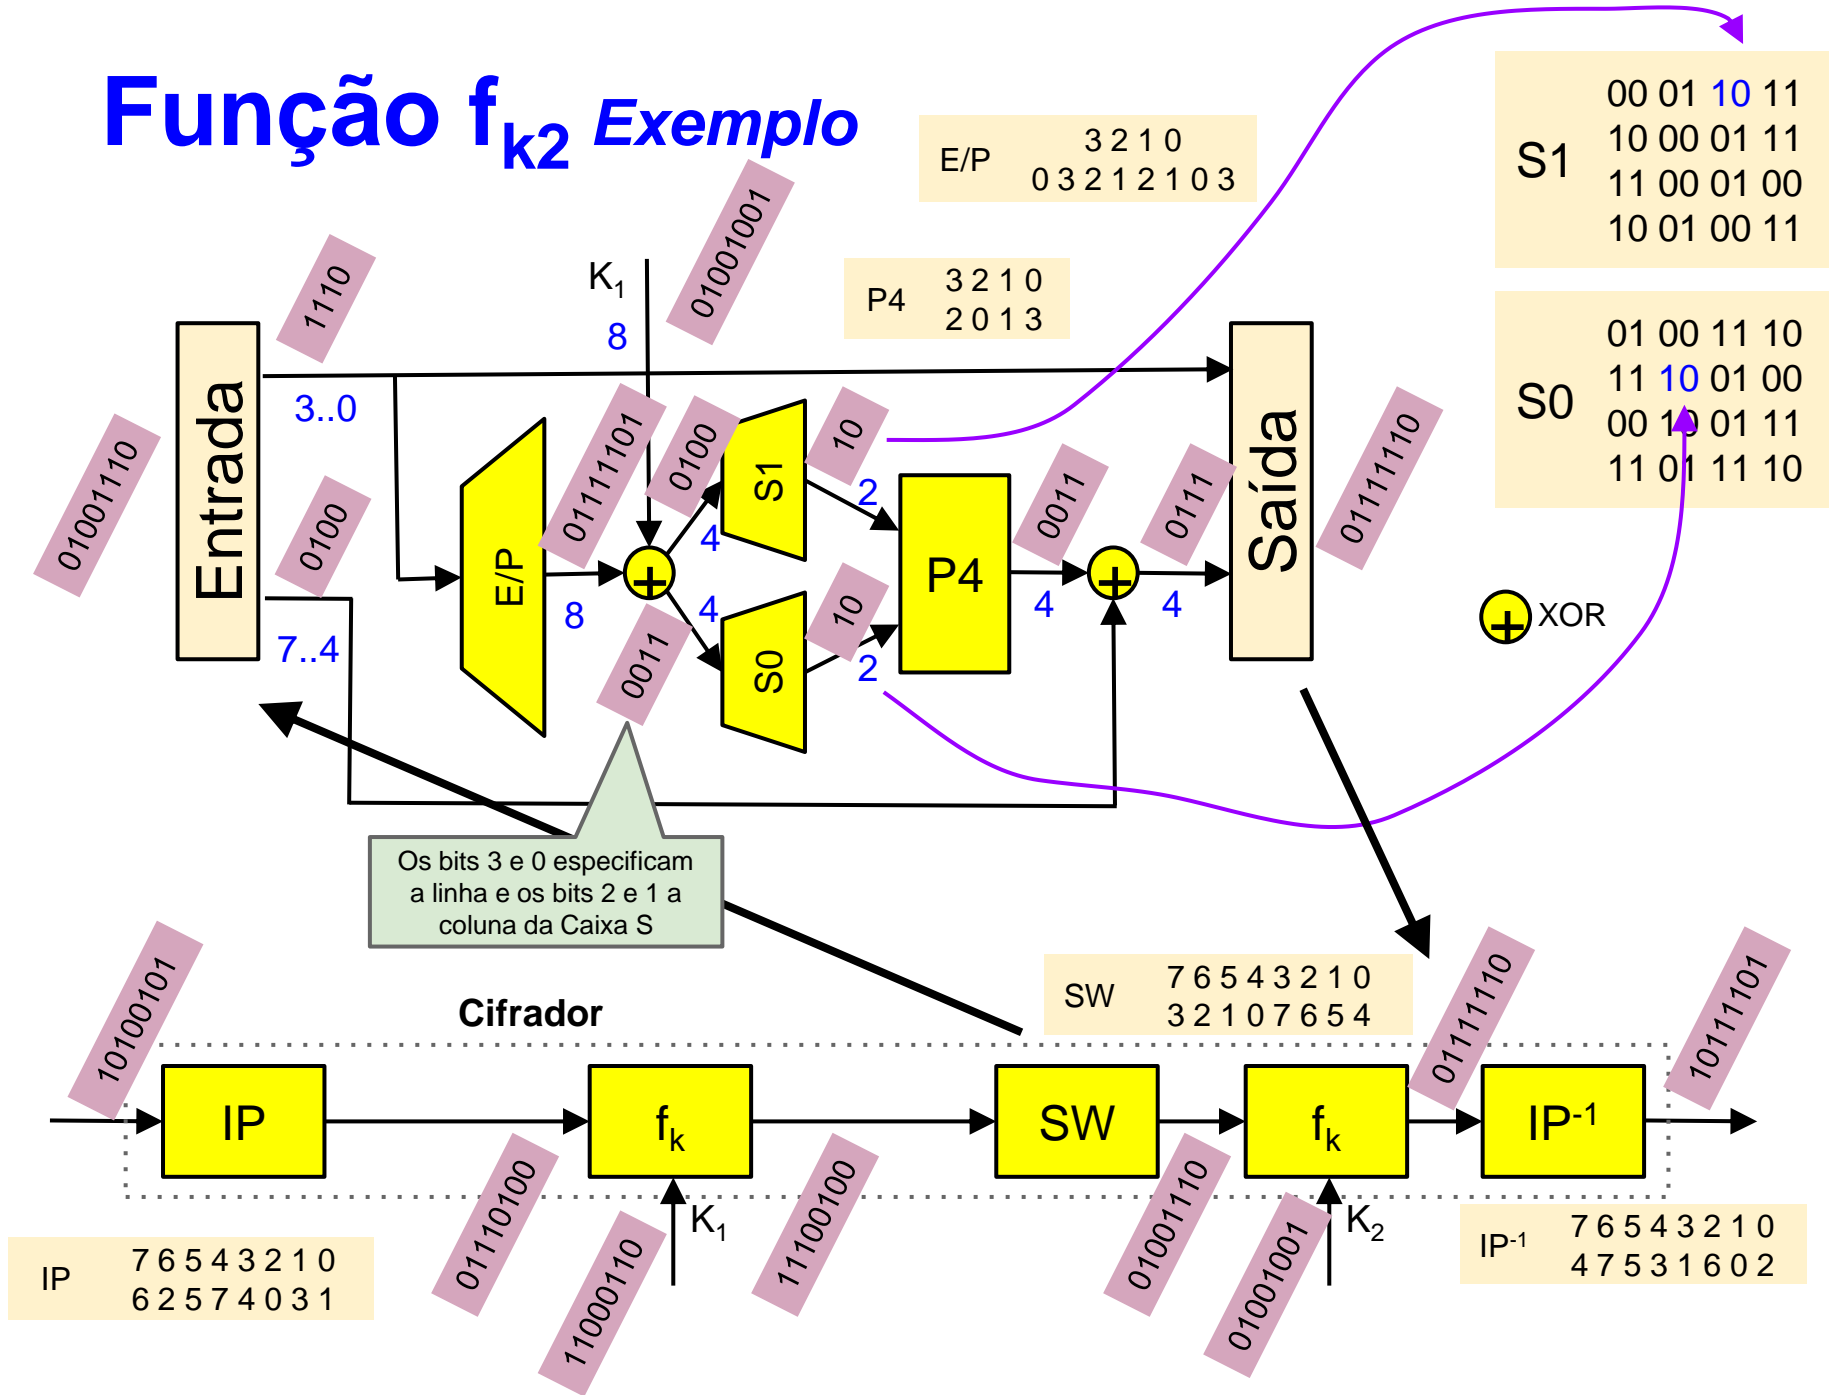 Função fk2 Exemplo
E/P
3 2 1 0
0 3 2 1 2 1 0 3
S1
00 01 10 11
10 00 01 11
11 00 01 00
10 01 00 11
P4
3 2 1 0
2 0 1 3
S0
01 00 11 10
11 10 01 00
00 10 01 11
11 01 11 10
K1
8
01001001
1110
3..0
01001110
Entrada
0100
7..4
E/P
01111101
8
+
0100
4
S1
10
2
4
0011
S0
10
2
P4
0011
4
+
0111
4
Saída
01111110
+
XOR
Os bits 3 e 0 especificam
a linha e os bits 2 e 1 a
coluna da Caixa S
SW
7 6 5 4 3 2 1 0
3 2 1 0 7 6 5 4
Cifrador
10100101
IP
01110100
fk
11000110
K1
11100100
SW
01001110
fk
01001001
K2
01111110
IP-1
10111101
IP
7 6 5 4 3 2 1 0
6 2 5 7 4 0 3 1
IP-1
7 6 5 4 3 2 1 0
4 7 5 3 1 6 0 2